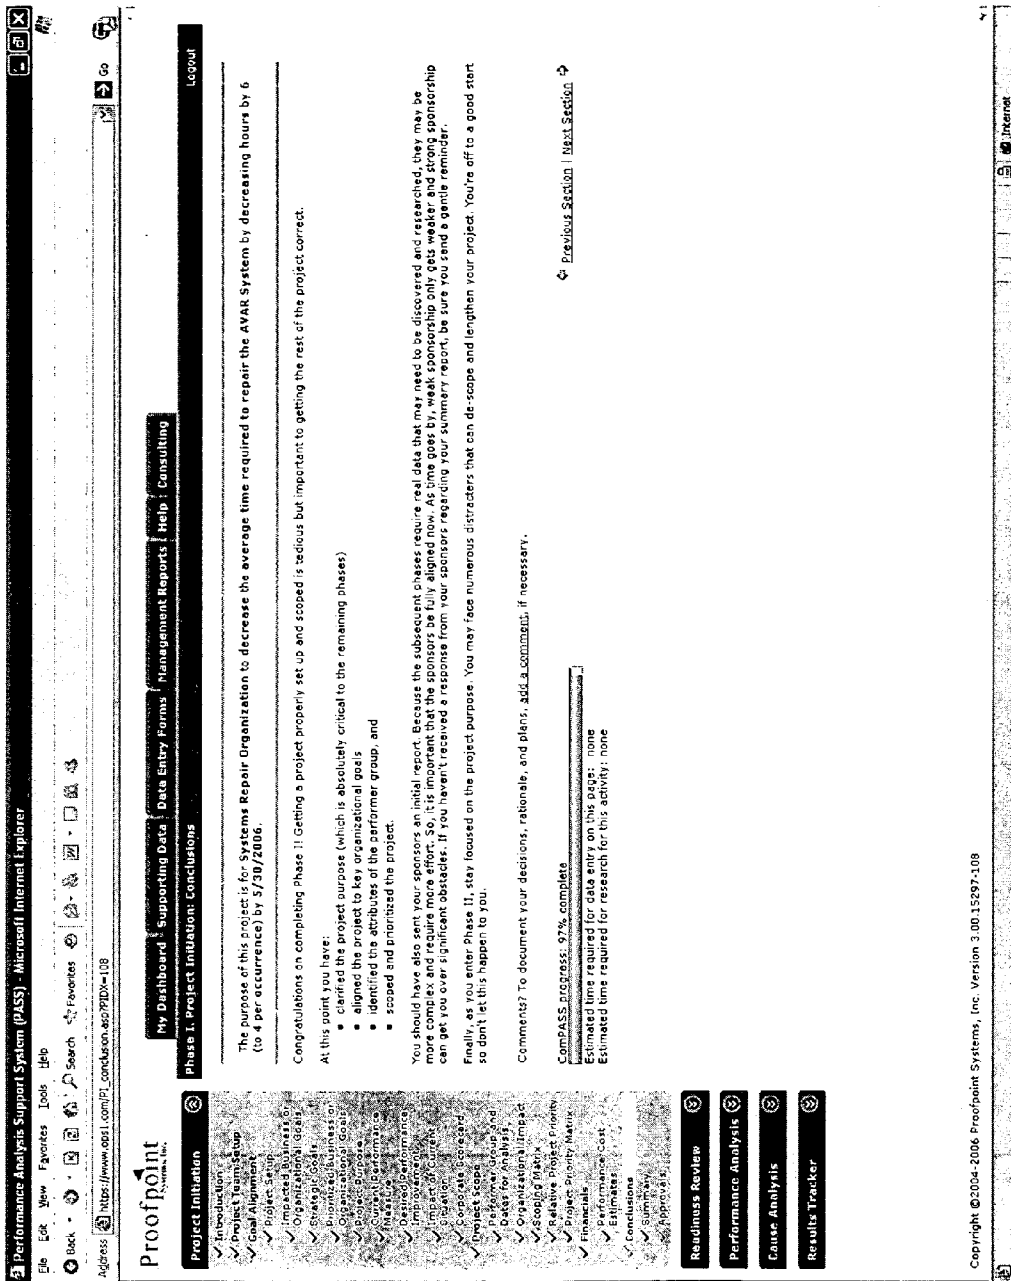 Performance Analysis Support System (PASS) - Microsoft Internet Explorer
File Edit View Favorites Tools Help
Back Search Favorites
Address https://www.opsi.com/PI_conclusion.asp?PIDX=108 Go
Proofpoint
Systems, Inc.
My Dashboard Supporting Data Data Entry Forms Management Reports Help Consulting
Phase I. Project Initiation: Conclusions Logout
Project Initiation
Introduction
Project Team Setup
Goal Alignment
Project Setup
Impacted Business or
Organizational Goals
Strategic Goals
Prioritized Business or
Organizational Goals
Project Purpose
Current Performance
Measure
Desired Performance
Improvement
Impact of Current
Situation
Corporate Scorecard
Project Scope
Performer Group and
Dates for Analysis
Organizational Impact
Scoping Matrix
Relative Project Priority
Project Priority Matrix
Financials
Performance Cost
Estimates
Conclusions
Summary
Approvals
Readiness Review
Performance Analysis
Cause Analysis
Results Tracker
The purpose of this project is for Systems Repair Organization to decrease the average time required to repair the AVAR System by decreasing hours by 6
(to 4 per occurrence) by 5/30/2006.
Congratulations on completing Phase I! Getting a project properly set up and scoped is tedious but important to getting the rest of the project correct.
At this point you have:
clarified the project purpose (which is absolutely critical to the remaining phases)
aligned the project to key organizational goals
identified the attributes of the performer group, and
scoped and prioritized the project.
You should have also sent your sponsors an initial report. Because the subsequent phases require real data that may need to be discovered and researched, they may be
more complex and require more effort. So, it is important that the sponsors be fully aligned now. As time goes by, weak sponsorship only gets weaker and strong sponsorship
can get you over significant obstacles. If you haven't received a response from your sponsors regarding your summary report, be sure you send a gentle reminder.
Finally, as you enter Phase II, stay focused on the project purpose. You may face numerous distracters that can de-scope and lengthen your project. You're off to a good start
so don't let this happen to you.
Comments? To document your decisions, rationale, and plans, add a comment, if necessary.
ComPASS progress: 97% complete
Estimated time required for data entry on this page: none
Estimated time required for research for this activity: none
Previous Section | Next Section
Copyright ©2004-2006 Proofpoint Systems, Inc. Version 3.00.15297-108
Internet